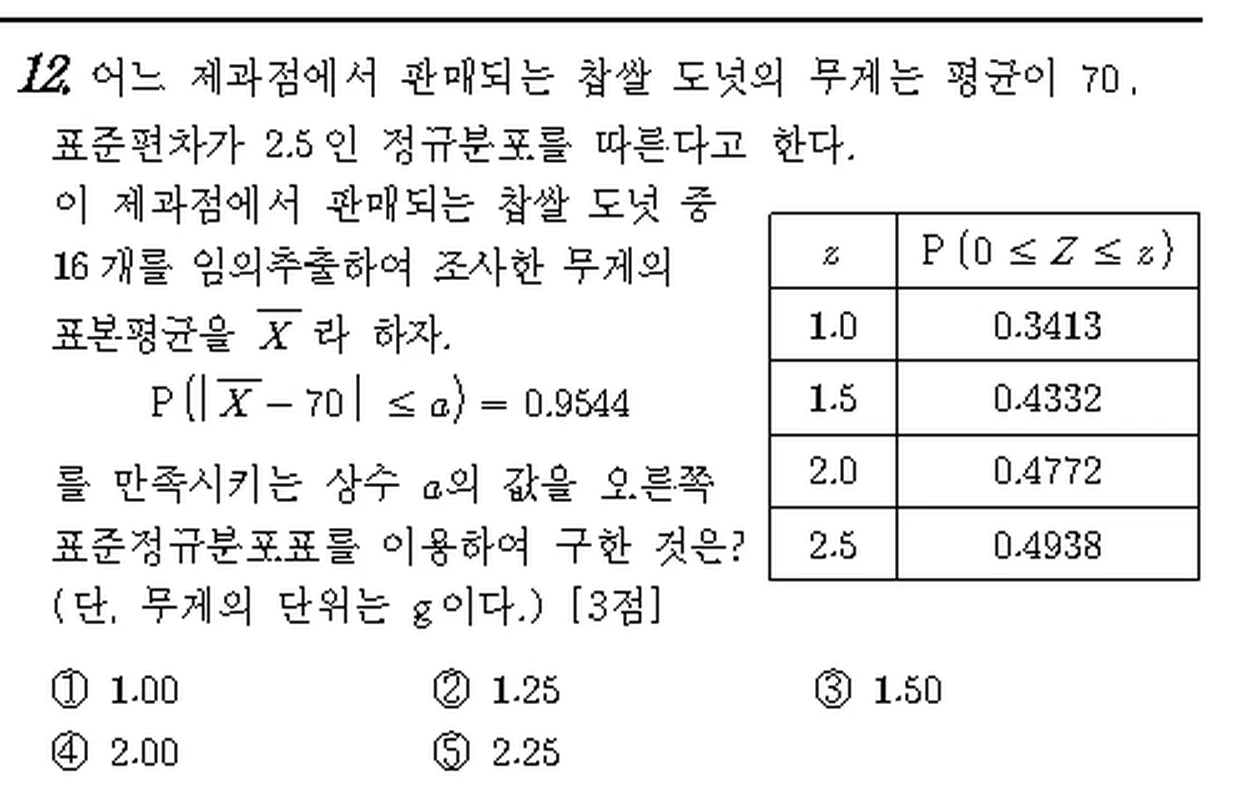 12. 어느 제과점에서 판매되는 찹쌀 도넛의 무게는 평균이 70,
표준편차가 2.5인 정규분포를 따른다고 한다.
이 제과점에서 판매되는 찹쌀 도넛 중
16개를 임의추출하여 조사한 무게의
표본평균을 X̄ 라 하자.
P(|X̄ − 70| ≤ a) = 0.9544
를 만족시키는 상수 a의 값을 오른쪽
표준정규분포표를 이용하여 구한 것은?
(단, 무게의 단위는 g이다.) [3점]
z P(0 ≤ Z ≤ z)
1.0 0.3413
1.5 0.4332
2.0 0.4772
2.5 0.4938
① 1.00 ② 1.25 ③ 1.50
④ 2.00 ⑤ 2.25